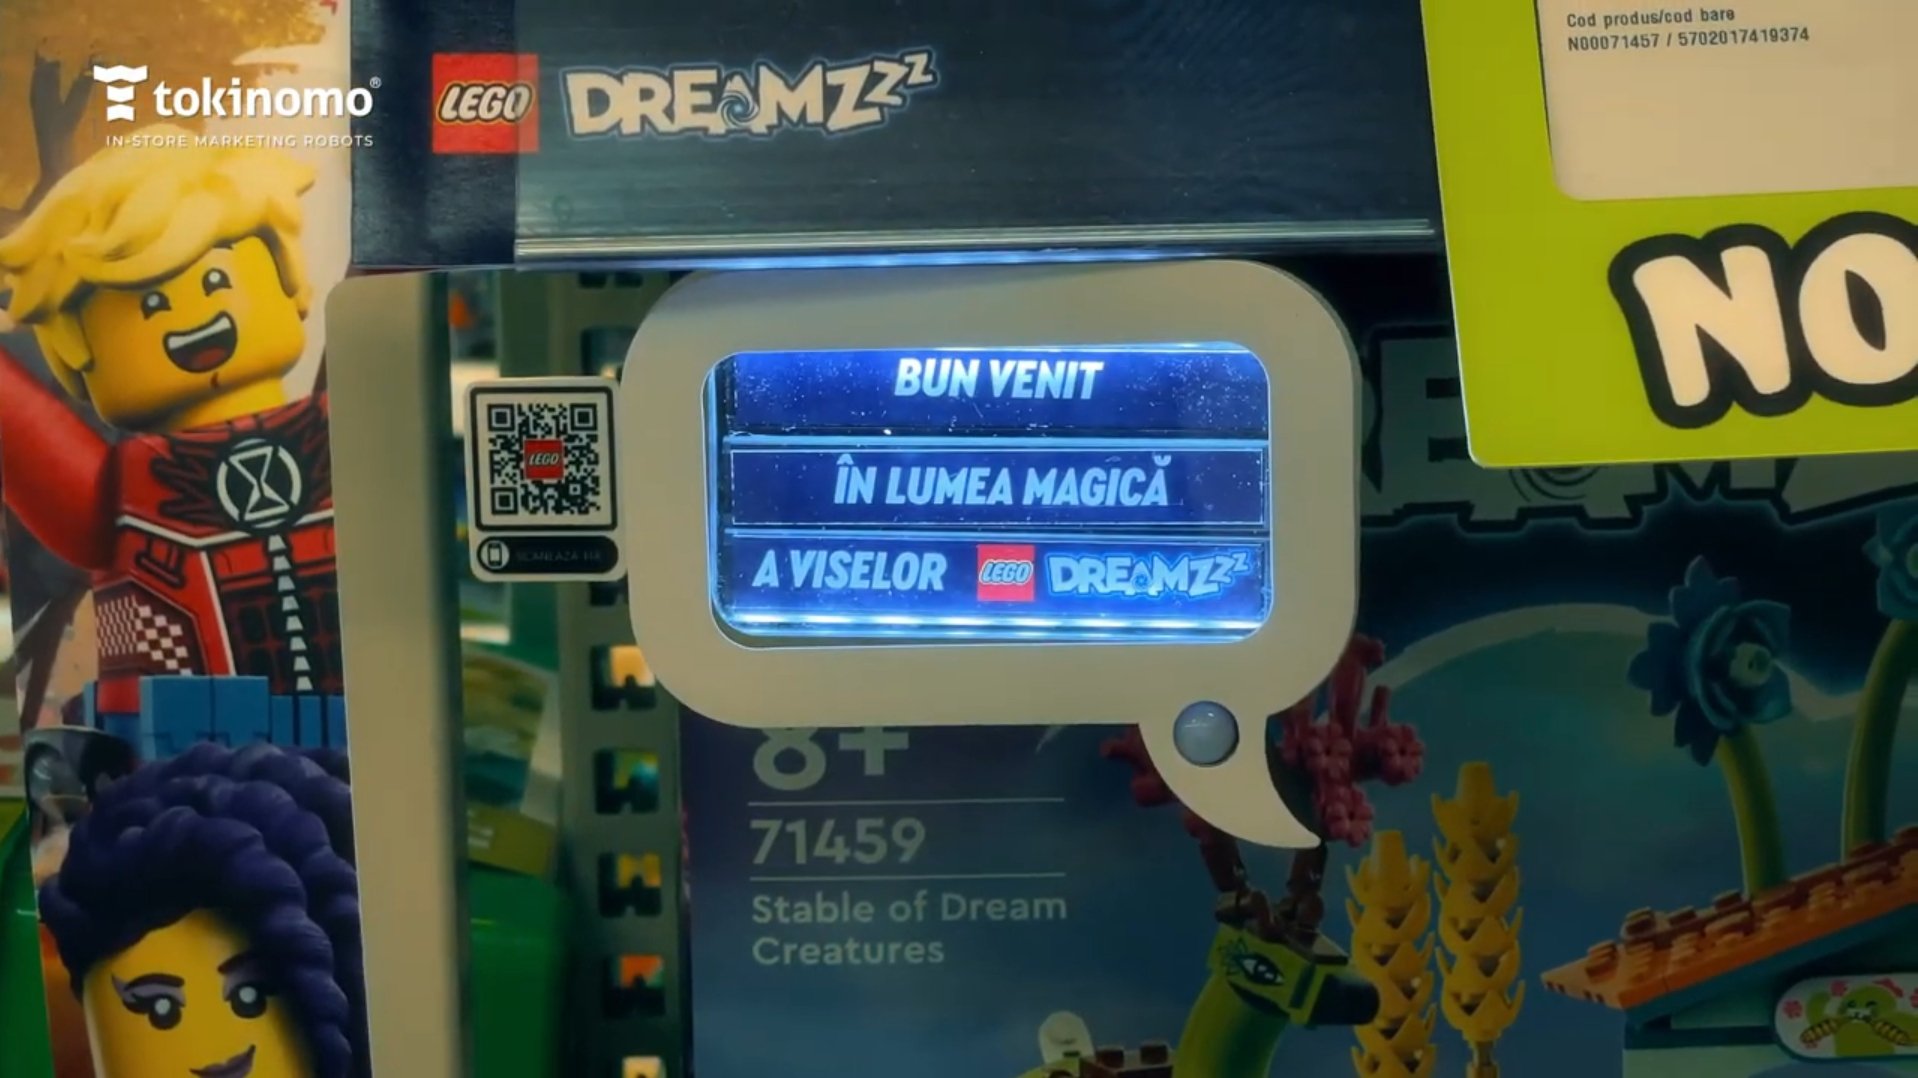 tokinomo®
IN-STORE MARKETING ROBOTS
LEGO DREAMZzz
Cod produs/cod bare
N00071457 / 5702017419374
NO
LEGO
BUN VENIT
ÎN LUMEA MAGICĂ
A VISELOR LEGO DREAMZzz
8+
71459
Stable of Dream
Creatures